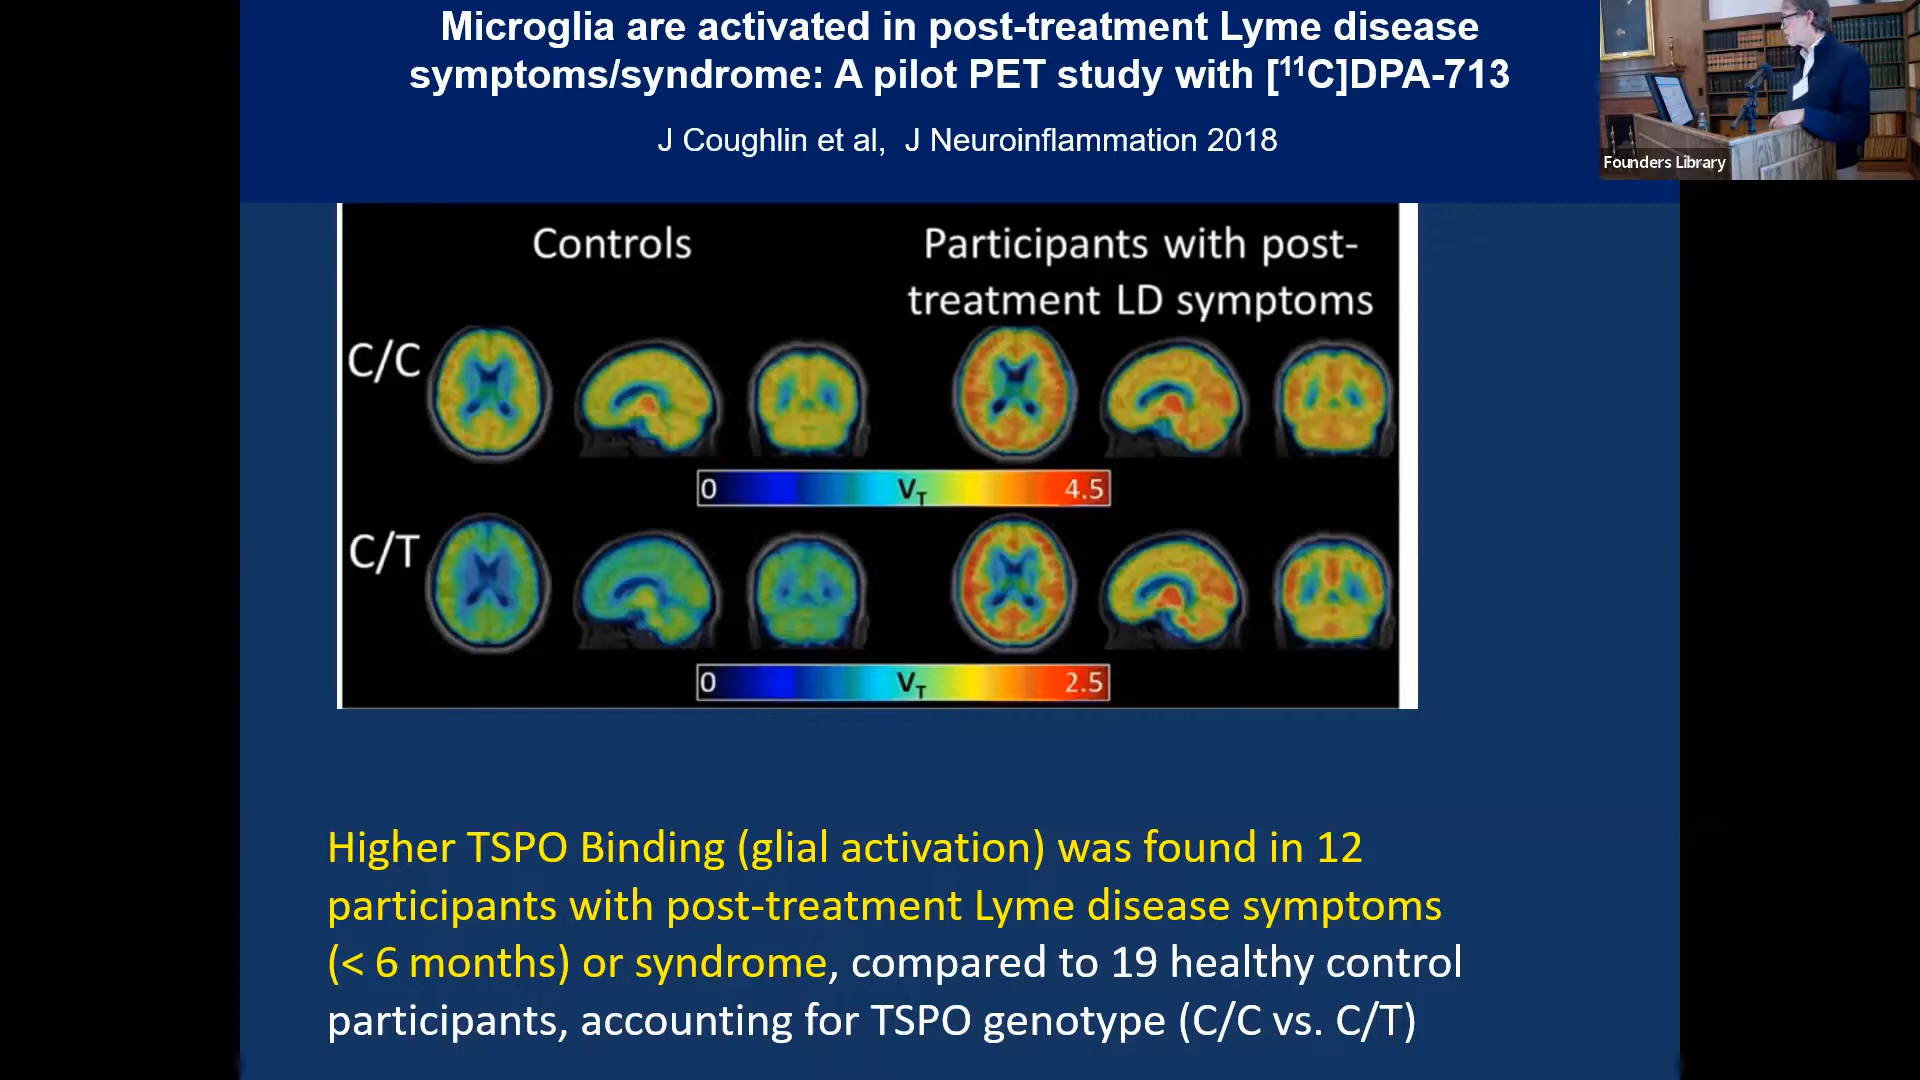 Microglia are activated in post-treatment Lyme disease
symptoms/syndrome: A pilot PET study with [¹¹C]DPA-713
J Coughlin et al, J Neuroinflammation 2018
Founders Library
Controls
Participants with post-
treatment LD symptoms
C/C
0 V_T 4.5
C/T
0 V_T 2.5
Higher TSPO Binding (glial activation) was found in 12
participants with post-treatment Lyme disease symptoms
(< 6 months) or syndrome, compared to 19 healthy control
participants, accounting for TSPO genotype (C/C vs. C/T)